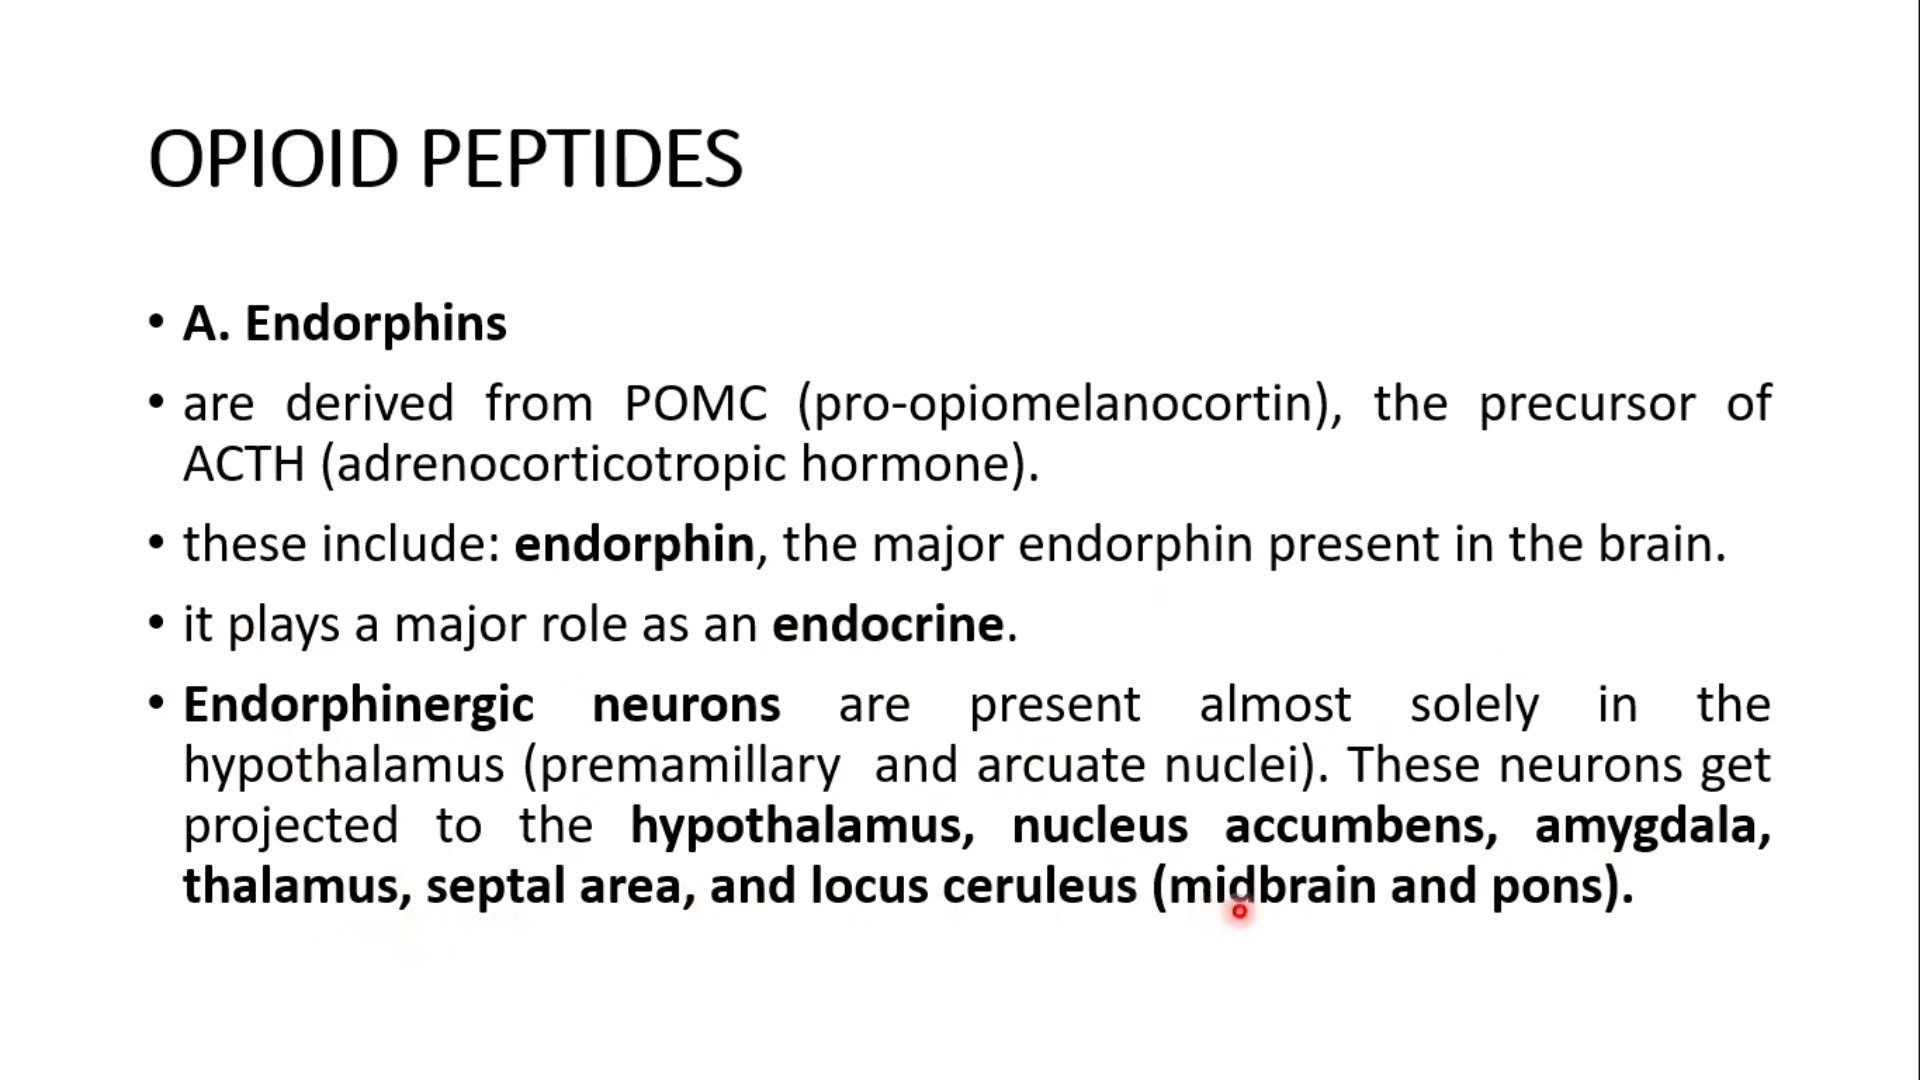 OPIOID PEPTIDES
• A. Endorphins
• are derived from POMC (pro-opiomelanocortin), the precursor of
ACTH (adrenocorticotropic hormone).
• these include: endorphin, the major endorphin present in the brain.
• it plays a major role as an endocrine.
• Endorphinergic neurons are present almost solely in the
hypothalamus (premamillary and arcuate nuclei). These neurons get
projected to the hypothalamus, nucleus accumbens, amygdala,
thalamus, septal area, and locus ceruleus (midbrain and pons).